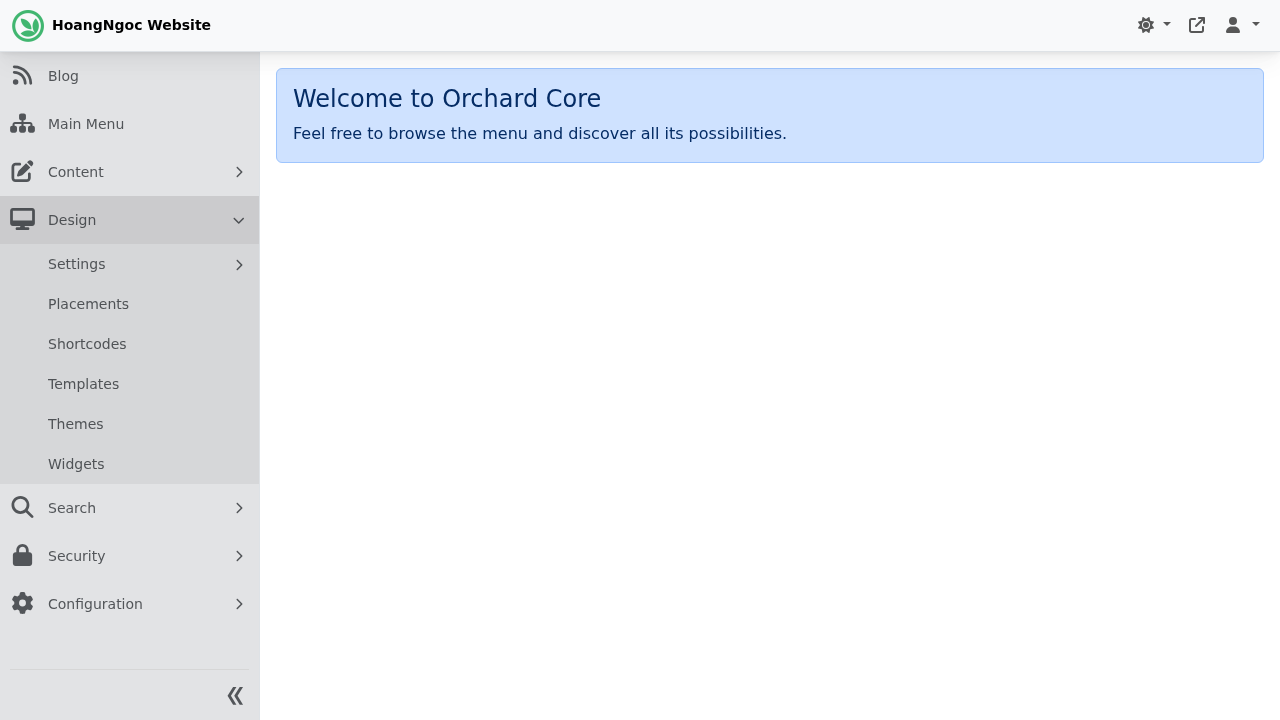 HoangNgoc Website
Blog
Main Menu
Content
Design
Settings
Placements
Shortcodes
Templates
Themes
Widgets
Search
Security
Configuration
Welcome to Orchard Core
Feel free to browse the menu and discover all its possibilities.